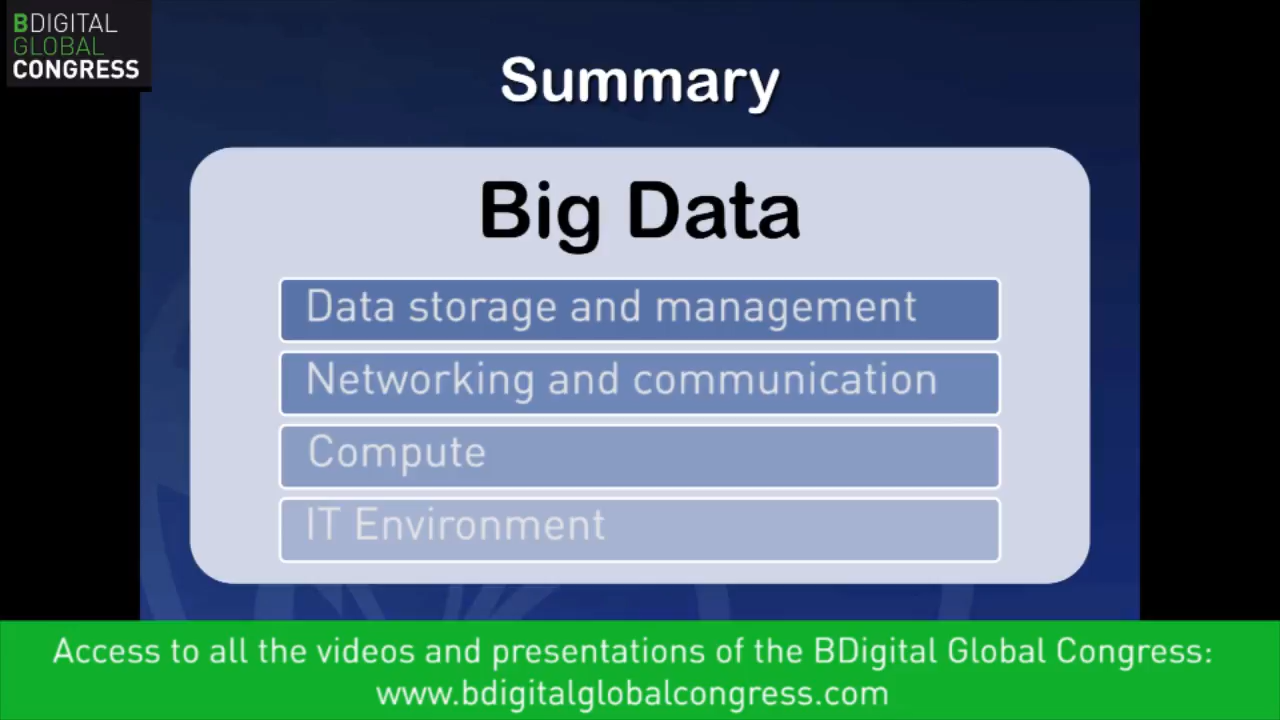 BDIGITAL
GLOBAL
CONGRESS
Summary
Big Data
Data storage and management
Networking and communication
Compute
IT Environment
Access to all the videos and presentations of the BDigital Global Congress:
www.bdigitalglobalcongress.com